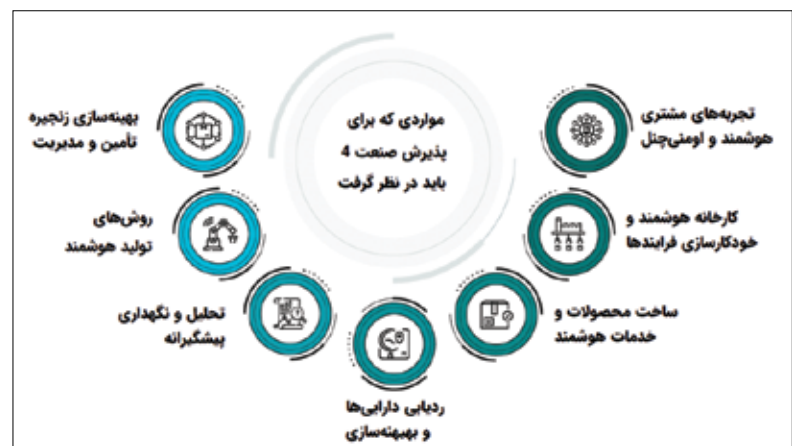 مواردی که برای
پذیرش صنعت 4
باید در نظر گرفت
تجربه‌های مشتری
هوشمند و اومنی‌چنل
کارخانه هوشمند و
خودکارسازی فرایندها
ساخت محصولات و
خدمات هوشمند
ردیابی دارایی‌ها
و بهبهنه‌سازی
تحلیل و نگهداری
پیشگیرانه
روش‌های
تولید هوشمند
بهینه‌سازی زنجیره
تأمین و مدیریت